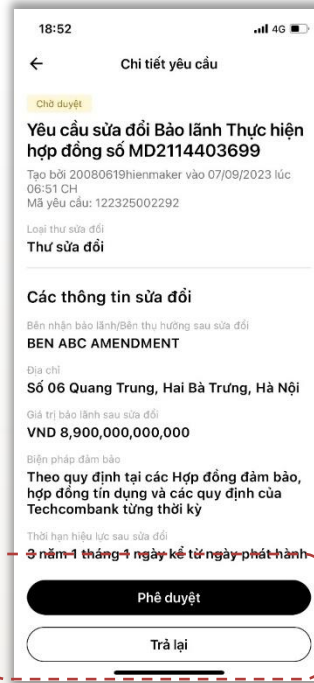 18:52
4G
Chi tiết yêu cầu
Chờ duyệt
Yêu cầu sửa đổi Bảo lãnh Thực hiện
hợp đồng số MD2114403699
Tạo bởi 20080619hienmaker vào 07/09/2023 lúc
06:51 CH
Mã yêu cầu: 122325002292
Loại thư sửa đổi
Thư sửa đổi
Các thông tin sửa đổi
Bên nhận bảo lãnh/Bên thụ hưởng sau sửa đổi
BEN ABC AMENDMENT
Địa chỉ
Số 06 Quang Trung, Hai Bà Trưng, Hà Nội
Giá trị bảo lãnh sau sửa đổi
VND 8,900,000,000,000
Biện pháp đảm bảo
Theo quy định tại các Hợp đồng đảm bảo,
hợp đồng tín dụng và các quy định của
Techcombank từng thời kỳ
Thời hạn hiệu lực sau sửa đổi
3 năm 1 tháng 1 ngày kể từ ngày phát hành
Phê duyệt
Trả lại